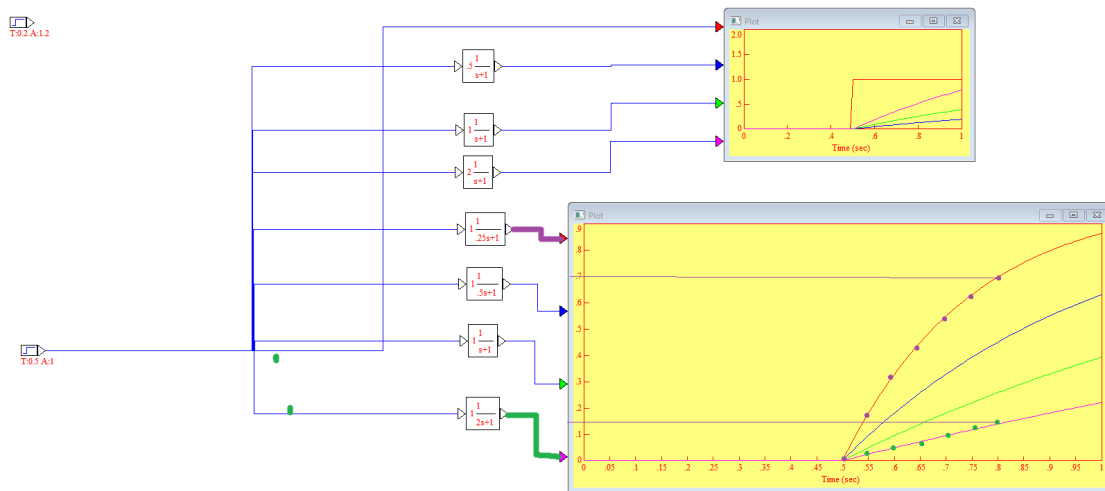 T:0.2 A:1.2
Plot
2.0
1.5
1.0
.5
0
0 .2 .4 .6 .8 1
Time (sec)
.5 1
s+1
1 1
s+1
2 1
s+1
1 1
.25s+1
1 1
.5s+1
1 1
s+1
1 1
2s+1
T:0.5 A:1
Plot
.9
.8
.7
.6
.5
.4
.3
.2
.1
0
0 .05 .1 .15 .2 .25 .3 .35 .4 .45 .5 .55 .6 .65 .7 .75 .8 .85 .9 .95 1
Time (sec)